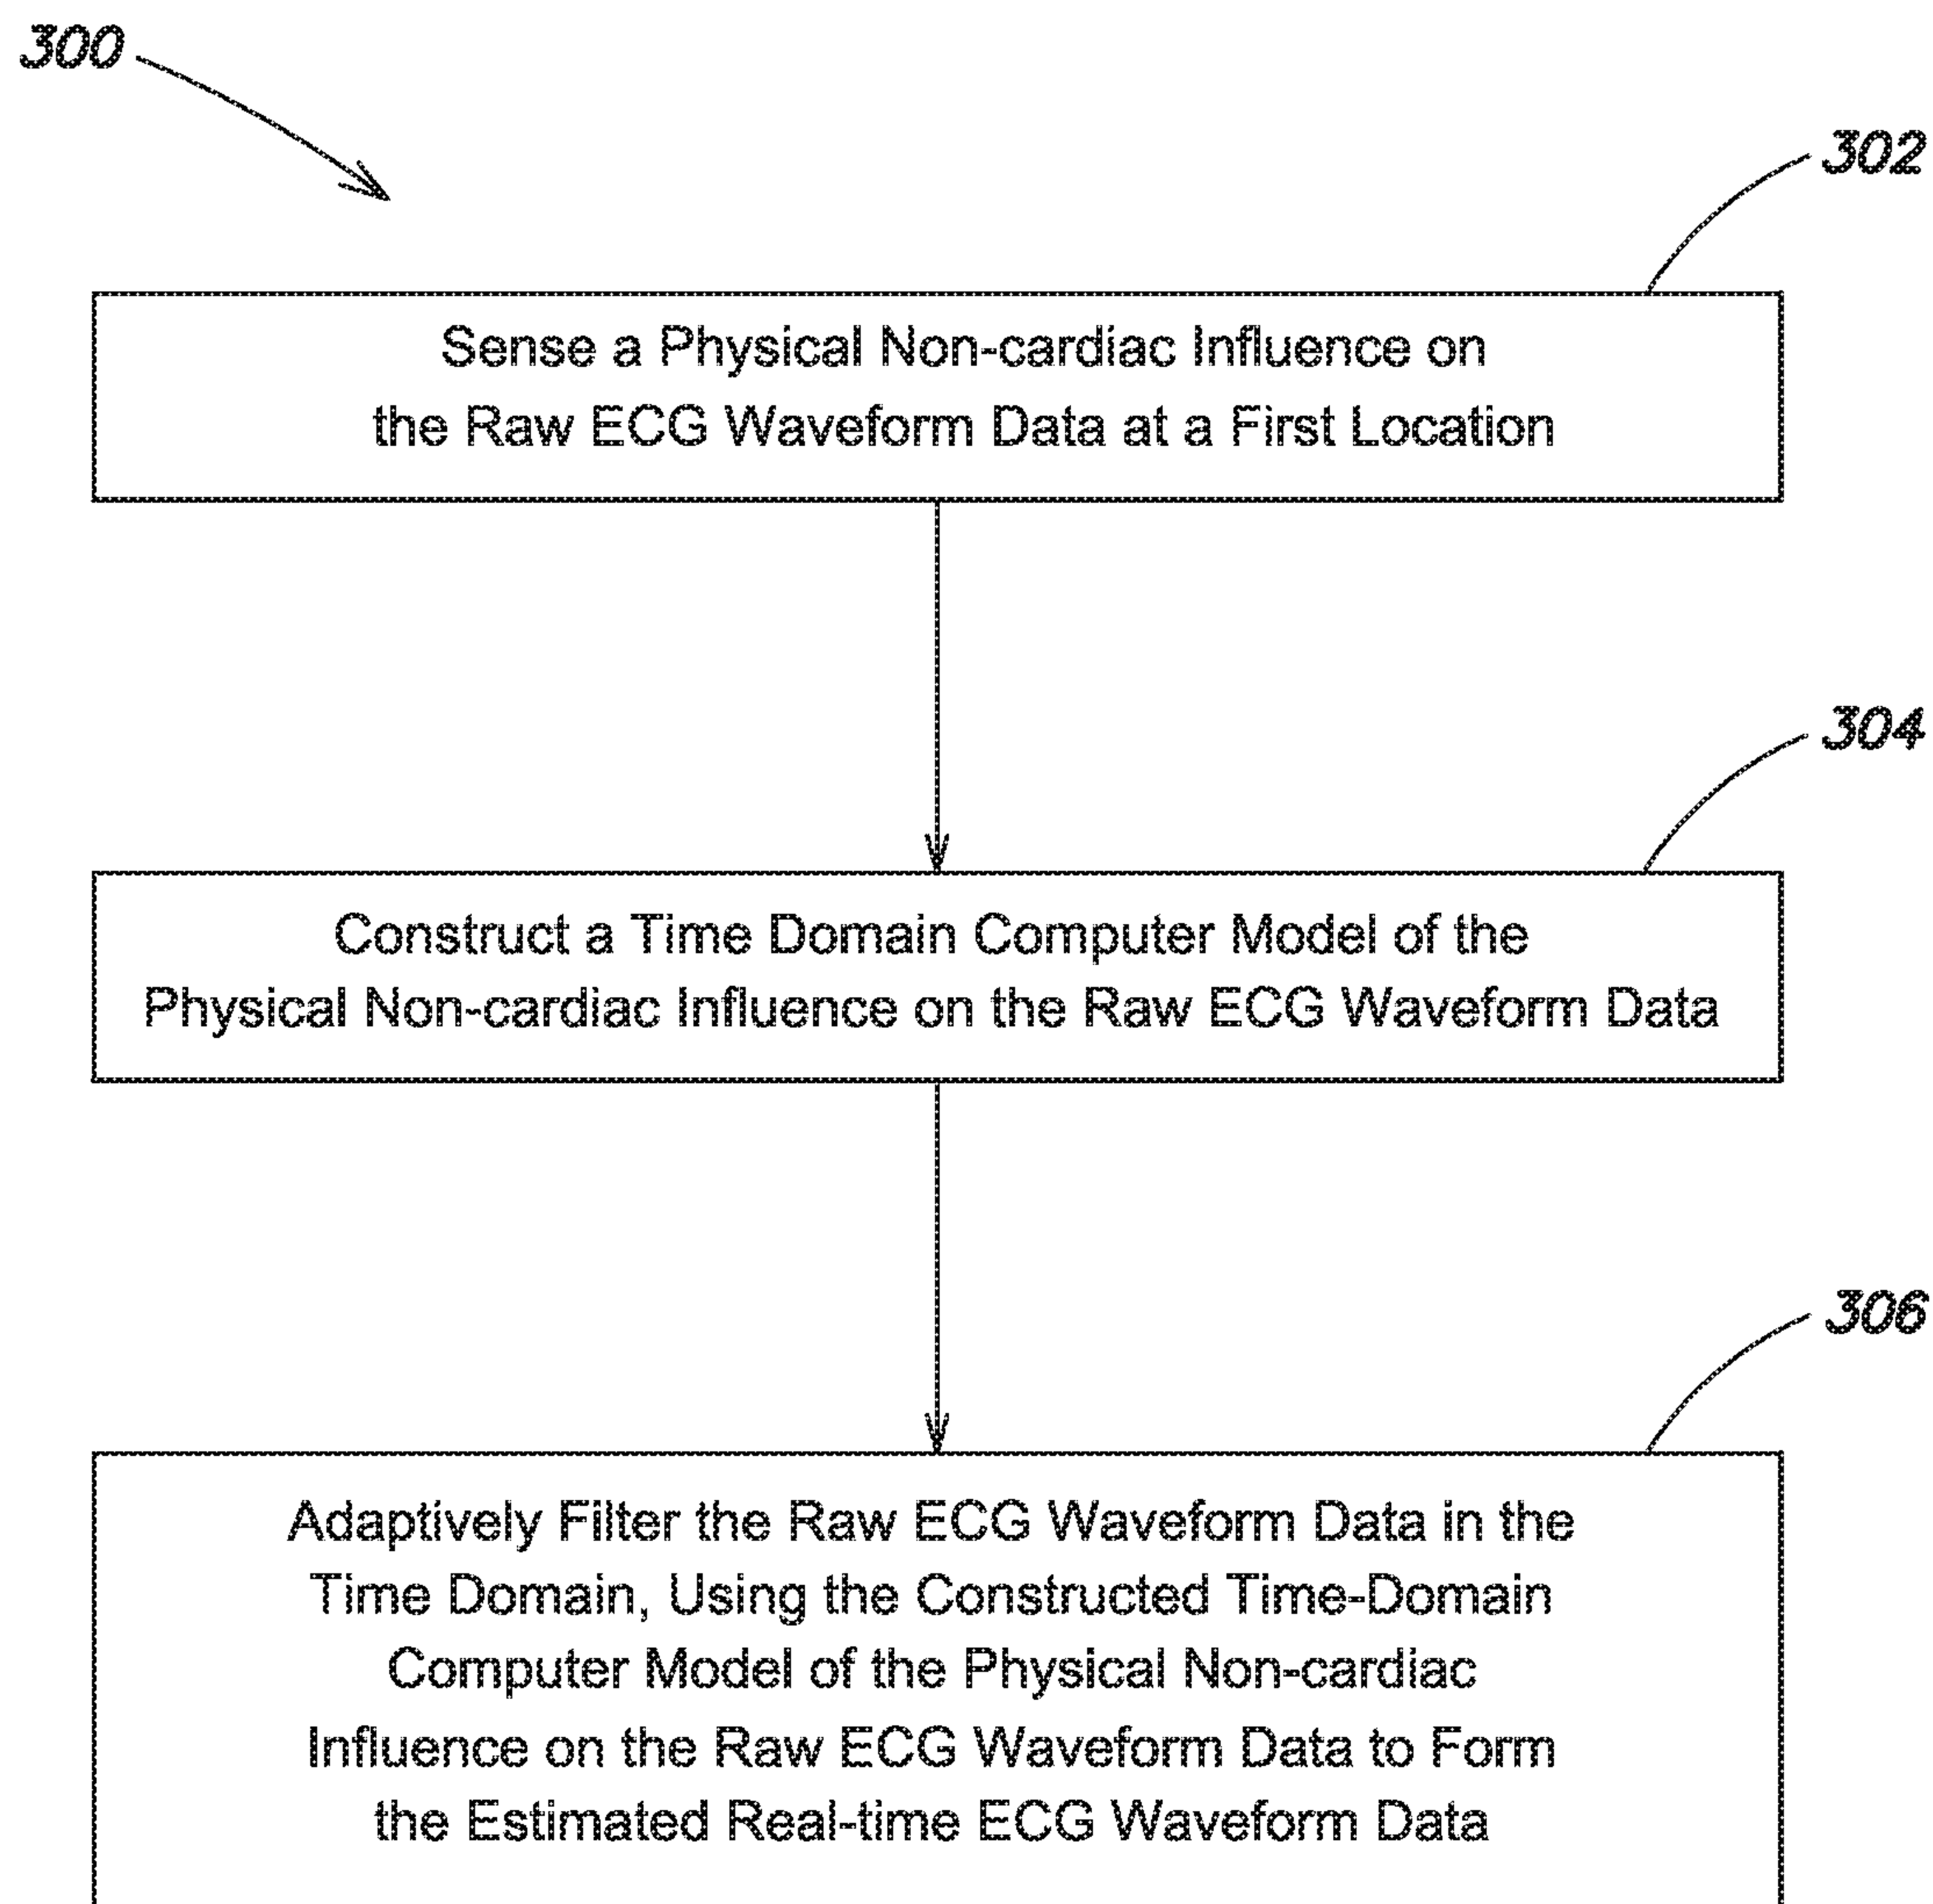 300
302
Sense a Physical Non-cardiac Influence on
the Raw ECG Waveform Data at a First Location
304
Construct a Time Domain Computer Model of the
Physical Non-cardiac Influence on the Raw ECG Waveform Data
306
Adaptively Filter the Raw ECG Waveform Data in the
Time Domain, Using the Constructed Time-Domain
Computer Model of the Physical Non-cardiac
Influence on the Raw ECG Waveform Data to Form
the Estimated Real-time ECG Waveform Data